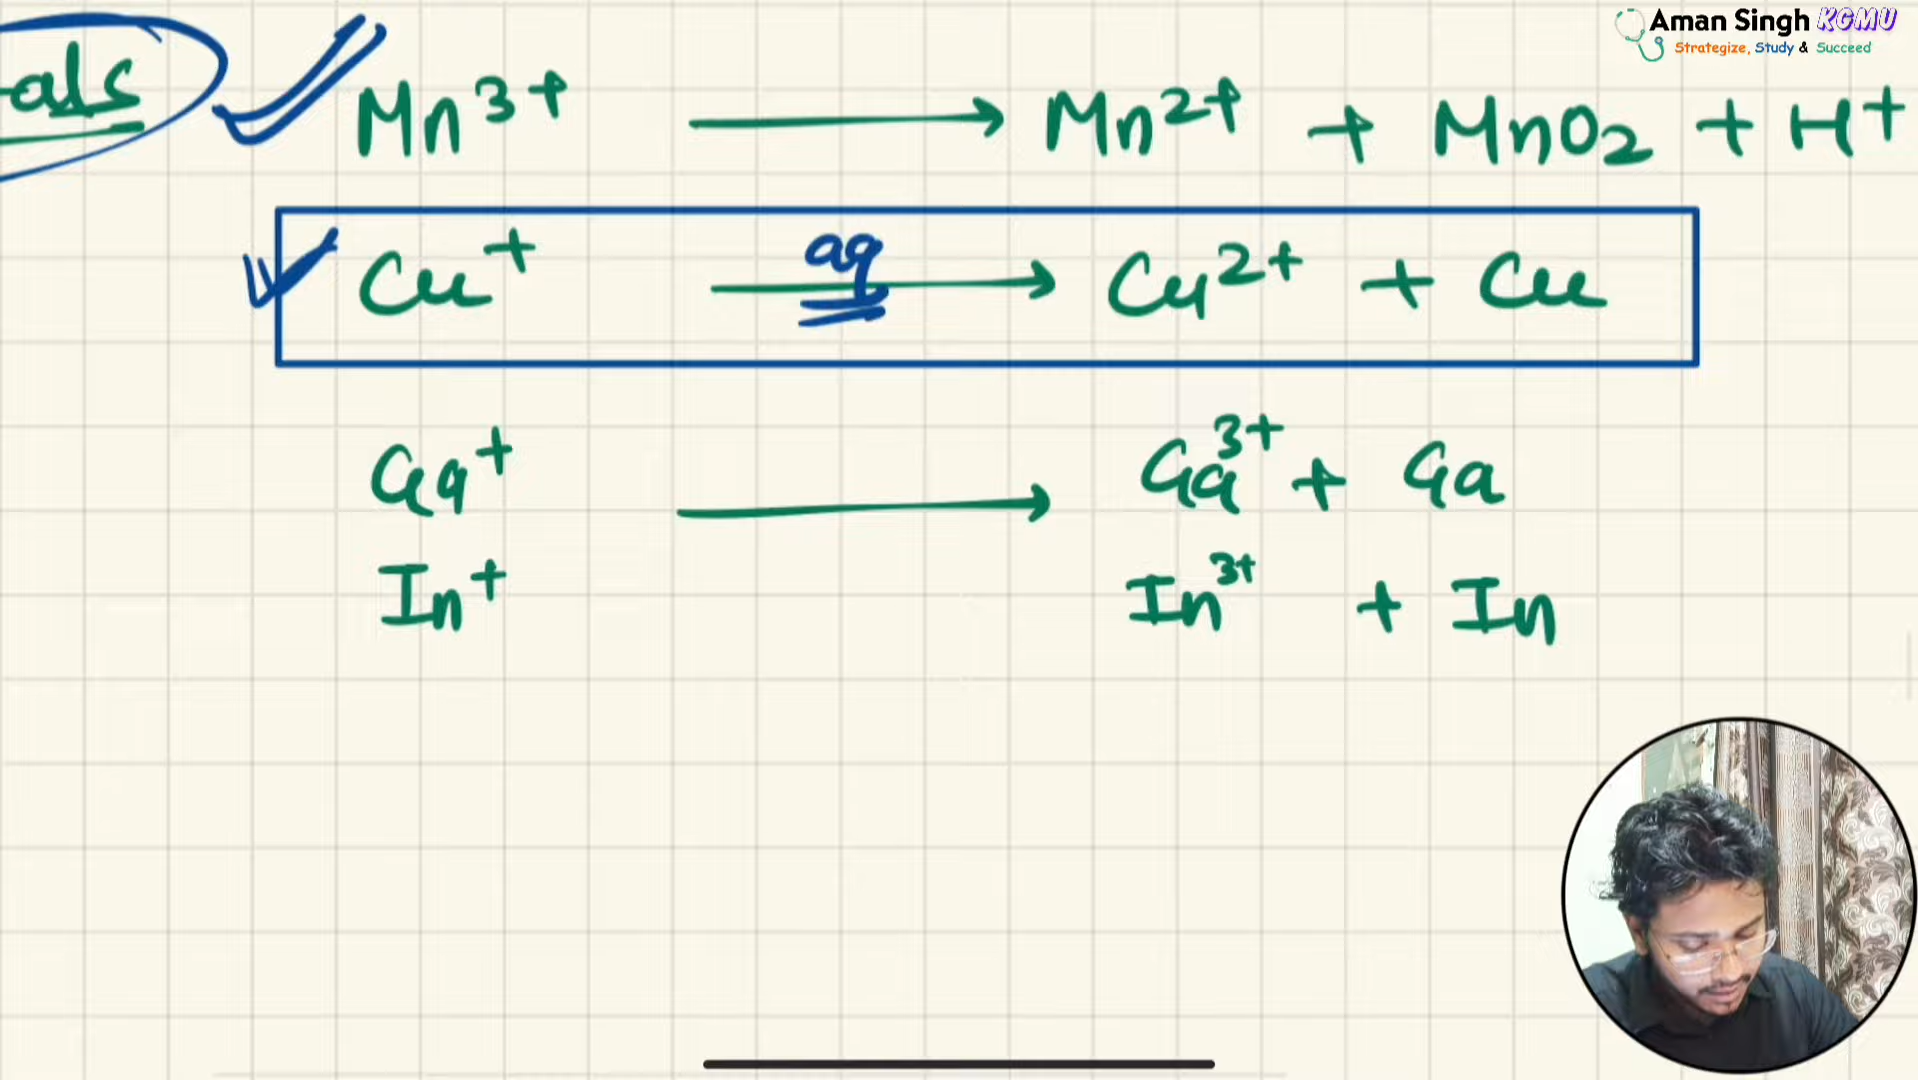 Aman Singh KGMU
Strategize, Study & Succeed
als
Mn³⁺ → Mn²⁺ + MnO₂ + H⁺
Cu⁺ aq → Cu²⁺ + Cu
Ga⁺ → Ga³⁺ + Ga
In⁺ In³⁺ + In